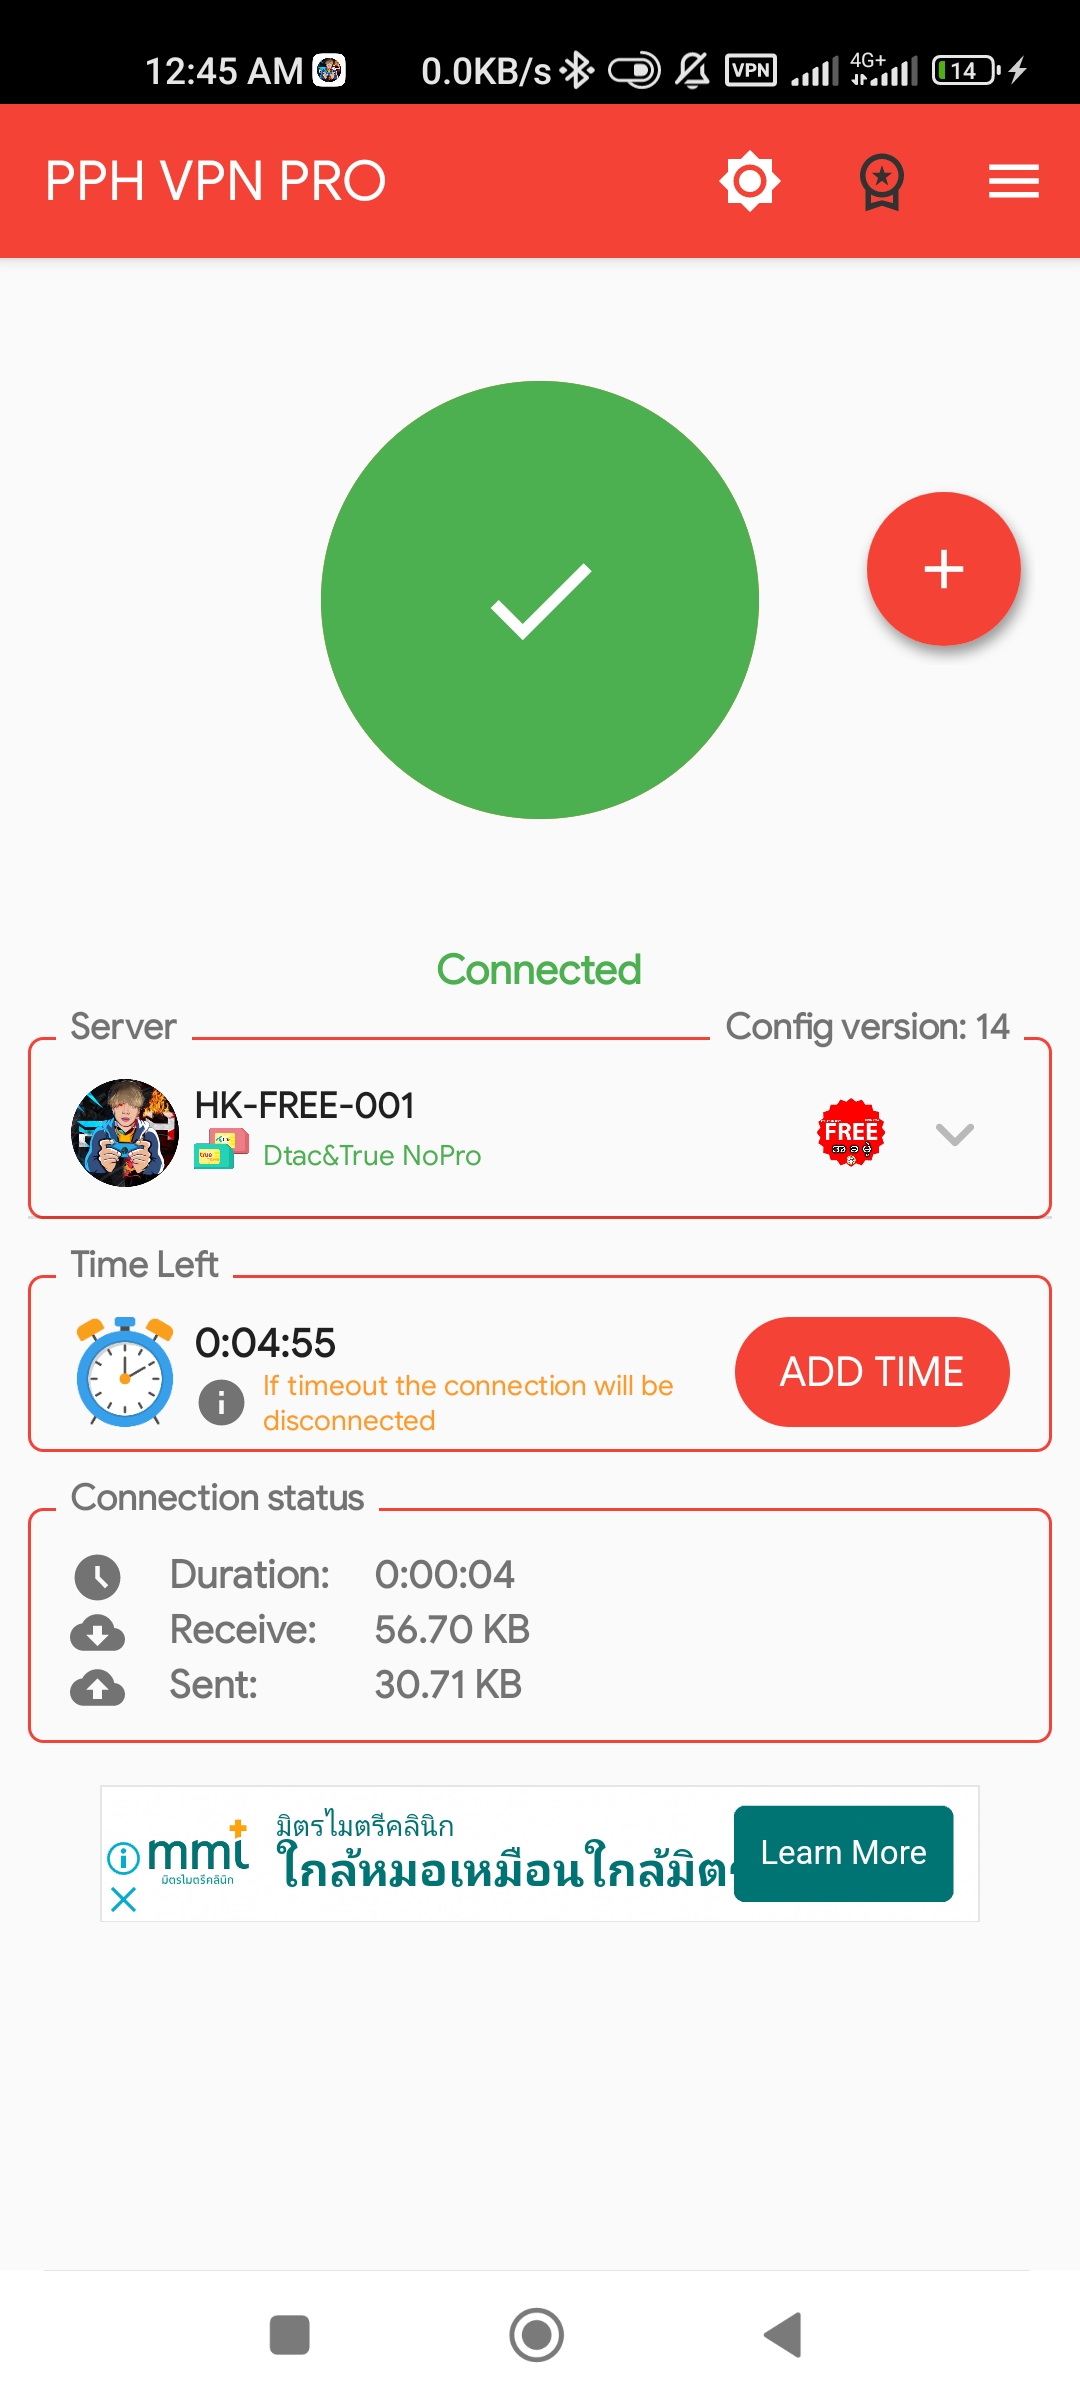 12:45 AM
0.0KB/s
VPN
4G+
14
PPH VPN PRO
Connected
Server
Config version: 14
HK-FREE-001
true
Dtac&True NoPro
FREE
Time Left
0:04:55
If timeout the connection will be
disconnected
ADD TIME
Connection status
Duration: 0:00:04
Receive: 56.70 KB
Sent: 30.71 KB
mmt
มิตรไมตรีคลินิก
มิตรไมตรีคลินิก
ใกล้หมอเหมือนใกล้มิต
Learn More